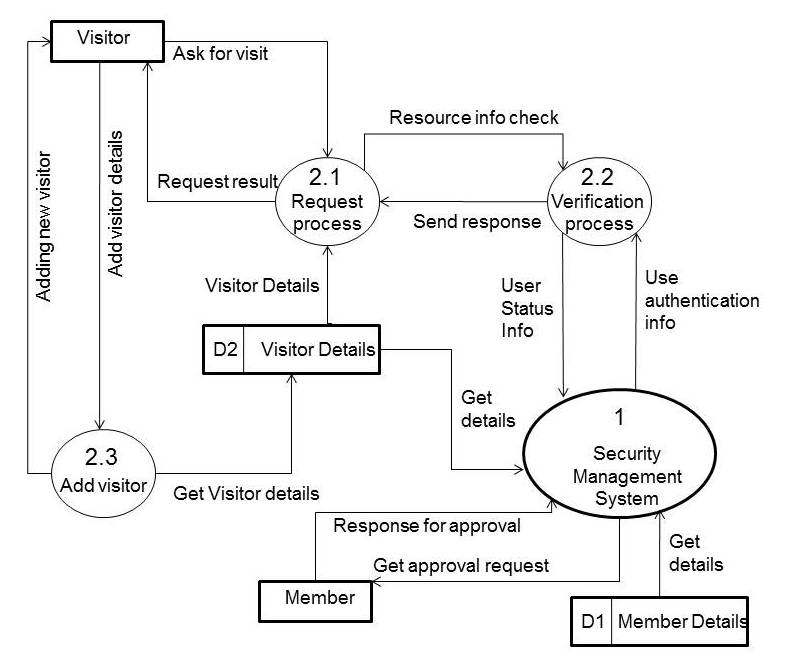 Visitor
Ask for visit
Resource info check
Adding new visitor
Add visitor details
Request result
2.1
Request
process
2.2
Verification
process
Send response
Visitor Details
User
Status
Info
Use
authentication
info
D2 Visitor Details
Get
details
1
Security
Management
System
2.3
Add visitor
Get Visitor details
Response for approval
Get approval request
Get
details
Member
D1 Member Details